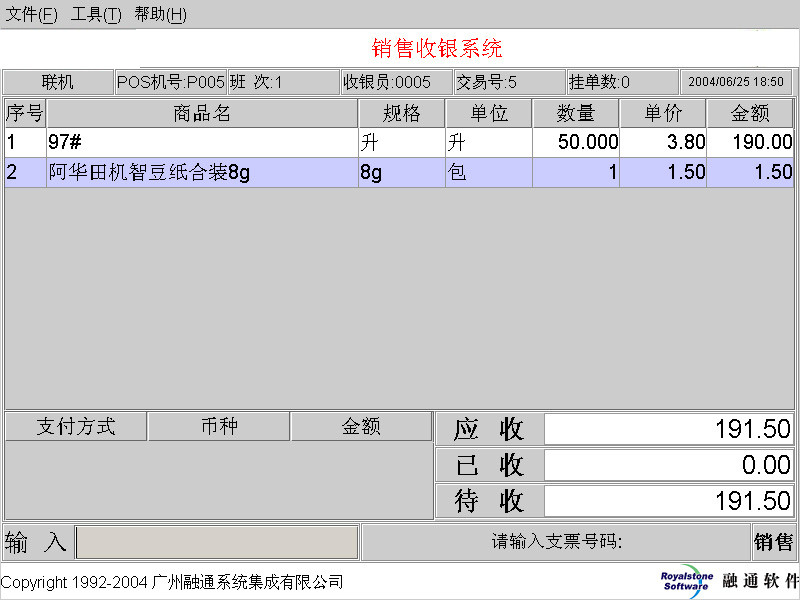 文件(F) 工具(T) 帮助(H)
销售收银系统
联机 POS机号:P005 班 次:1 收银员:0005 交易号:5 挂单数:0 2004/06/25 18:50
序号 商品名 规格 单位 数量 单价 金额
1 97# 升 升 50.000 3.80 190.00
2 阿华田机智豆纸合装8g 8g 包 1 1.50 1.50
支付方式 币种 金额
应 收 191.50
已 收 0.00
待 收 191.50
输 入 请输入支票号码: 销售
Copyright 1992-2004 广州融通系统集成有限公司
Royalstone Software 融通软件